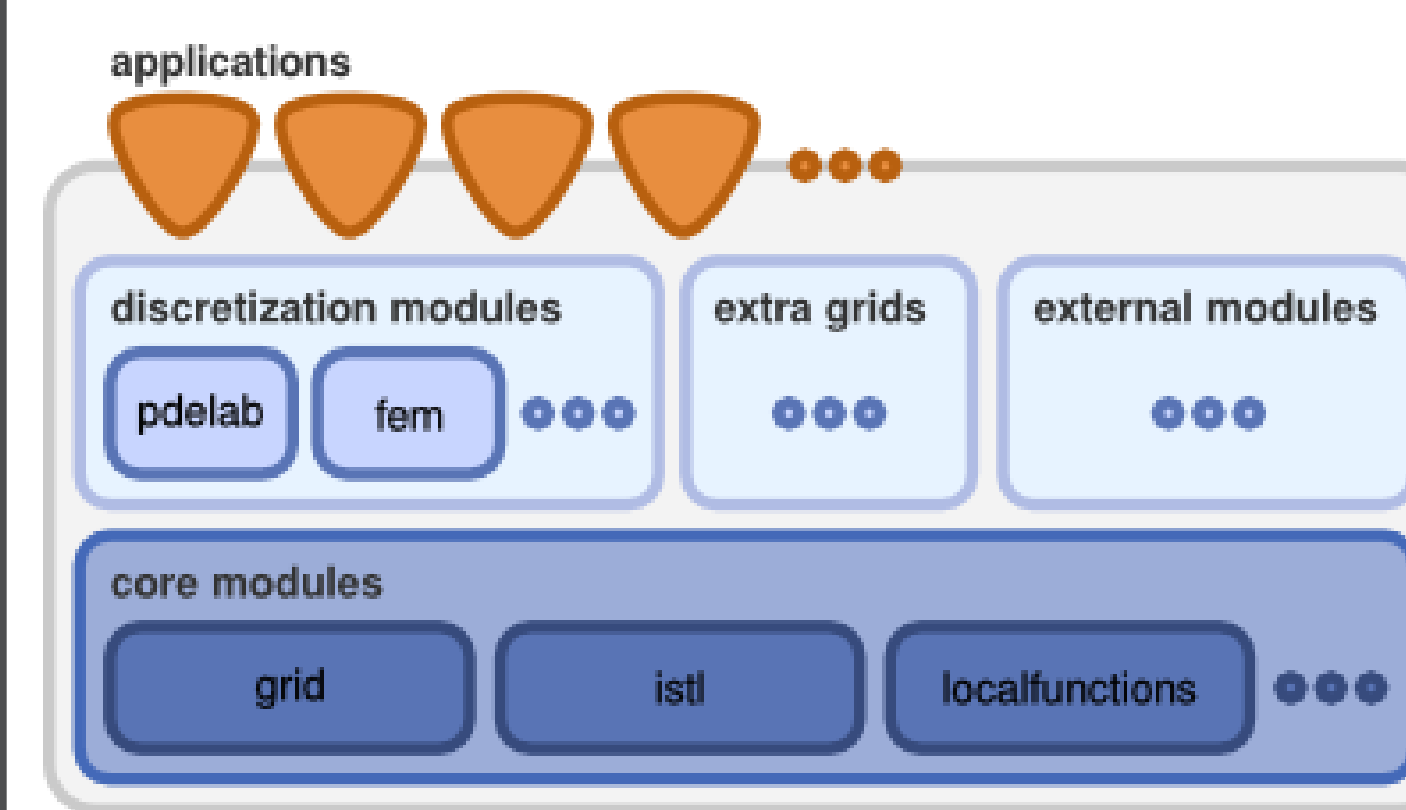 applications
discretization modules
extra grids
external modules
pdelab
fem
core modules
grid
istl
localfunctions